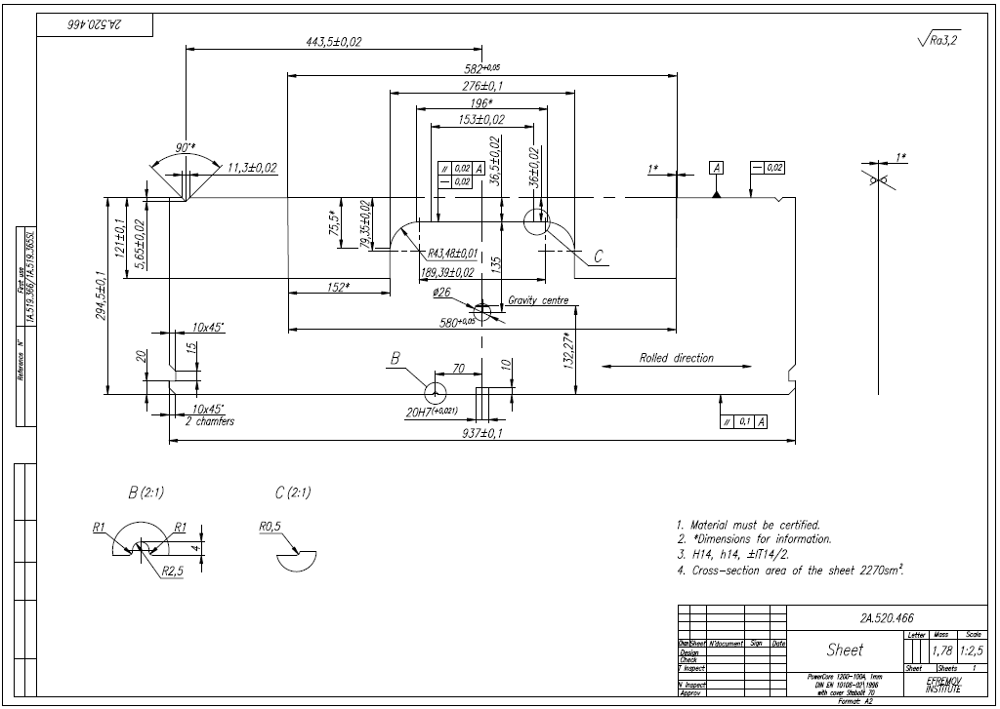 2A.520.466
443,5±0,02
Ra3,2
582+0,05
276±0,1
196*
153±0,02
90°*
11,3±0,02
// 0,02 A
— 0,02
36,5±0,02
36±0,02
1*
A
— 0,02
1*
121±0,1
5,65±0,02
75,5*
79,35±0,02
R43,48±0,01
C
294,5±0,1
189,39±0,02
135
152*
Ø26
Gravity centre
580+0,05
First use
1A.519.366/1A.519.365SL
Reference N°
10x45°
15
20
B
70
10
132,27*
Rolled direction
10x45°
2 chamfers
20H7(+0,021)
// 0,1 A
937±0,1
B (2:1)
C (2:1)
R1
R1
4
R2,5
R0,5
1. Material must be certified.
2. *Dimensions for information.
3. H14, h14, ±IT14/2.
4. Cross-section area of the sheet 2270sm².
2A.520.466
Chan Sheet N°document Sign Date
Design
Check
T Inspect
N Inspect
Approv
Sheet
Letter Mass Scale
1,78 1:2,5
Sheet Sheets 1
PowerCore 1200-100A, 1mm
DIN EN 10106-02\1996
with cover Stabolit 70
EFREMOV
INSTITUTE
Format: A2